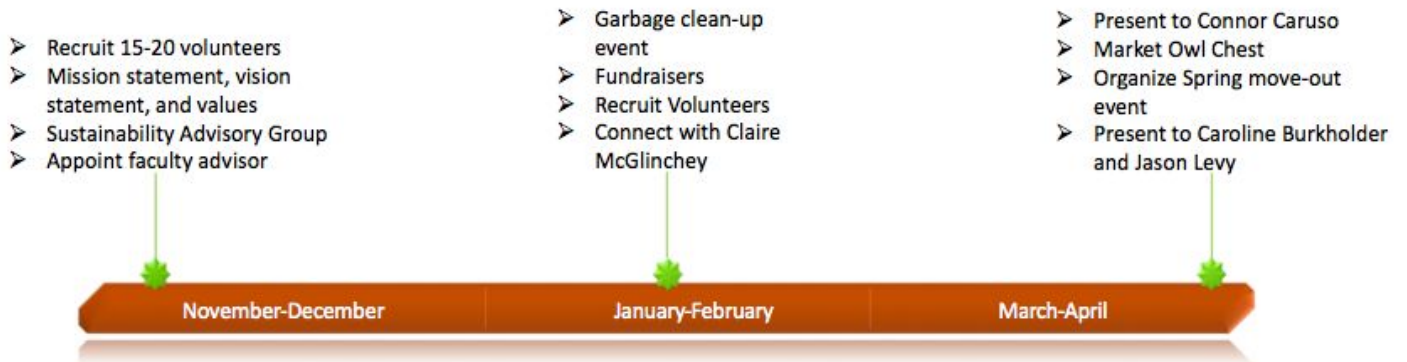 ➢ Recruit 15-20 volunteers
➢ Mission statement, vision
statement, and values
➢ Sustainability Advisory Group
➢ Appoint faculty advisor
➢ Garbage clean-up
event
➢ Fundraisers
➢ Recruit Volunteers
➢ Connect with Claire
McGlinchey
➢ Present to Connor Caruso
➢ Market Owl Chest
➢ Organize Spring move-out
event
➢ Present to Caroline Burkholder
and Jason Levy
November-December
January-February
March-April